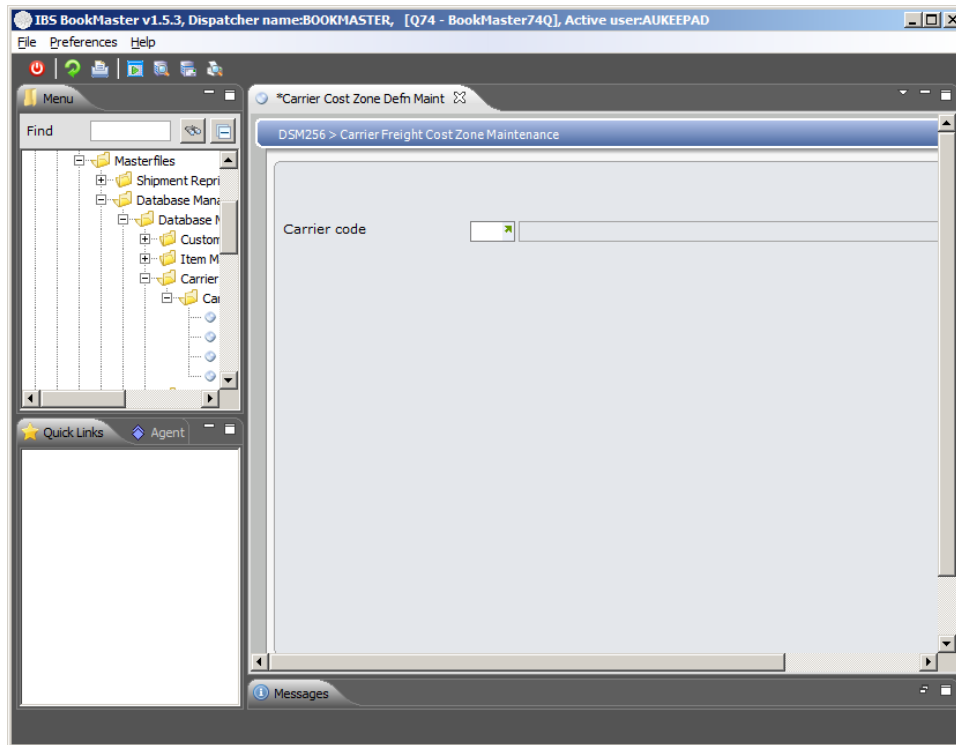 IBS BookMaster v1.5.3, Dispatcher name:BOOKMASTER, [Q74 - BookMaster74Q], Active user:AUKEEPAD
File Preferences Help
Menu
*Carrier Cost Zone Defn Maint
Find
DSM256 > Carrier Freight Cost Zone Maintenance
Masterfiles
Shipment Repri
Database Mana
Database M
Custom
Item M
Carrier
Car
Carrier code
Quick Links Agent
Messages